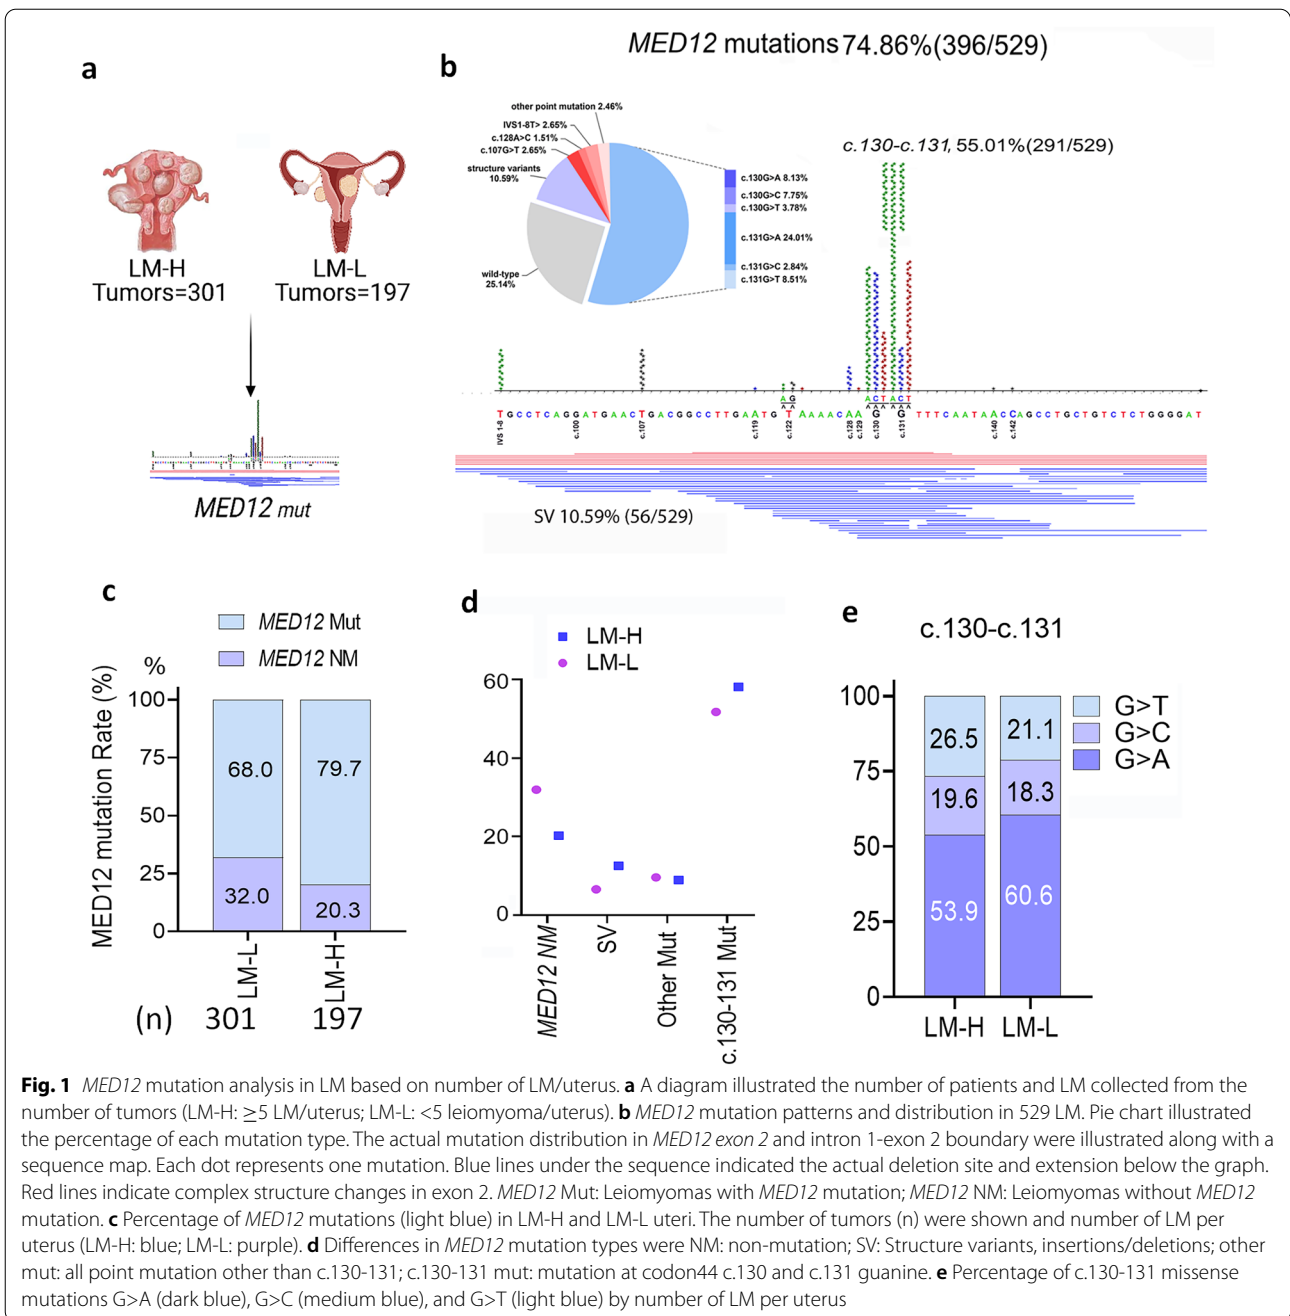 MED12 mutations 74.86%(396/529)
a
b
LM-H
Tumors=301
LM-L
Tumors=197
MED12 mut
other point mutation 2.46%
IVS1-8T> 2.65%
c.128A>C 1.51%
c.107G>T 2.65%
structure variants
10.59%
wild-type
25.14%
c.130G>A 8.13%
c.130G>C 7.75%
c.130G>T 3.78%
c.131G>A 24.01%
c.131G>C 2.84%
c.131G>T 8.51%
c.130-c.131, 55.01%(291/529)
A G
A C T A C T
T G C C T C A G G A T G A A C T G A C G G C C T T G A A T G T A A A A C A A G G T T T C A A T A A C C A G C C T G C T G T C T C T G G G G A T
IVS 1-8
c.100
c.107
c.119
c.122
c.128
c.129
c.130
c.131
c.140
c.142
SV 10.59% (56/529)
c
MED12 Mut
MED12 NM
%
MED12 mutation Rate (%)
100
75
50
25
0
68.0
32.0
79.7
20.3
LM-L
LM-H
(n) 301 197
d
LM-H
LM-L
60
40
20
0
MED12 NM
SV
Other Mut
c.130-131 Mut
e
c.130-c.131
100
75
50
25
0
26.5
19.6
53.9
21.1
18.3
60.6
G>T
G>C
G>A
LM-H
LM-L
Fig. 1 MED12 mutation analysis in LM based on number of LM/uterus. a A diagram illustrated the number of patients and LM collected from the
number of tumors (LM-H: ≥5 LM/uterus; LM-L: <5 leiomyoma/uterus). b MED12 mutation patterns and distribution in 529 LM. Pie chart illustrated
the percentage of each mutation type. The actual mutation distribution in MED12 exon 2 and intron 1-exon 2 boundary were illustrated along with a
sequence map. Each dot represents one mutation. Blue lines under the sequence indicated the actual deletion site and extension below the graph.
Red lines indicate complex structure changes in exon 2. MED12 Mut: Leiomyomas with MED12 mutation; MED12 NM: Leiomyomas without MED12
mutation. c Percentage of MED12 mutations (light blue) in LM-H and LM-L uteri. The number of tumors (n) were shown and number of LM per
uterus (LM-H: blue; LM-L: purple). d Differences in MED12 mutation types were NM: non-mutation; SV: Structure variants, insertions/deletions; other
mut: all point mutation other than c.130-131; c.130-131 mut: mutation at codon44 c.130 and c.131 guanine. e Percentage of c.130-131 missense
mutations G>A (dark blue), G>C (medium blue), and G>T (light blue) by number of LM per uterus